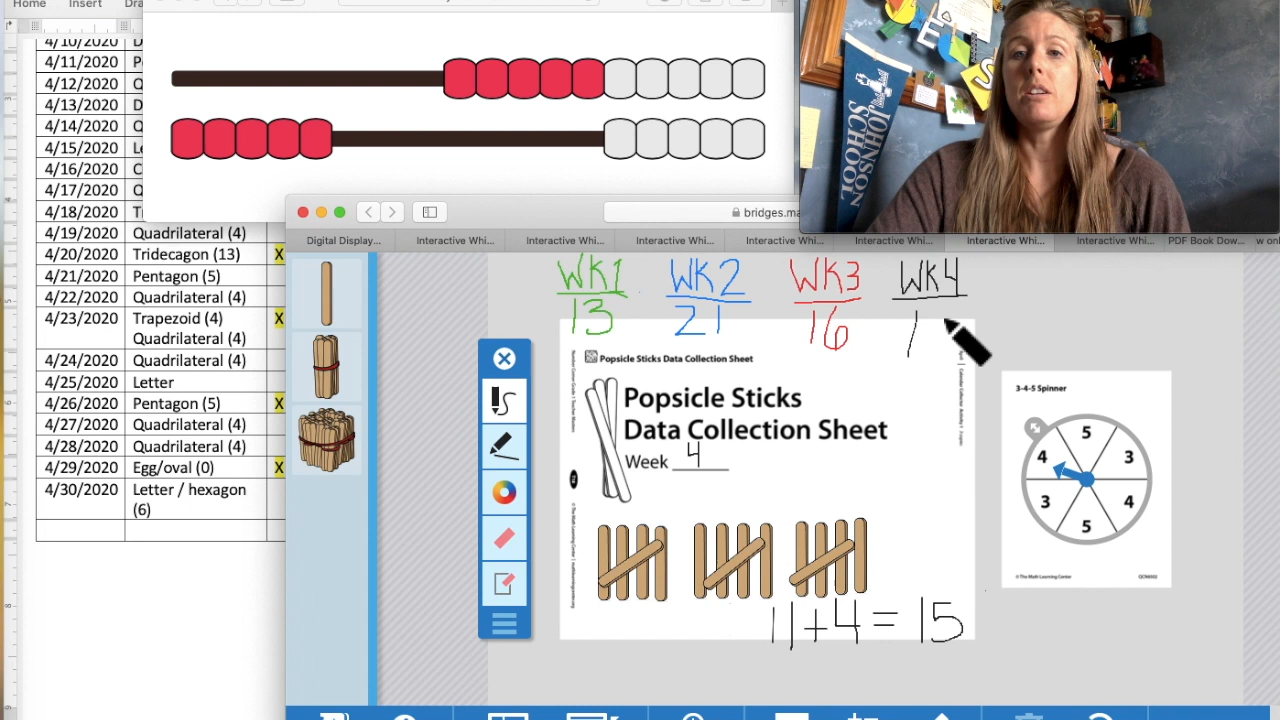 Home Insert Dra
4/10/2020
4/11/2020
4/12/2020
4/13/2020
4/14/2020
4/15/2020
4/16/2020
4/17/2020
4/18/2020
4/19/2020 Quadrilateral (4)
4/20/2020 Tridecagon (13) X
4/21/2020 Pentagon (5)
4/22/2020 Quadrilateral (4)
4/23/2020 Trapezoid (4) X
Quadrilateral (4)
4/24/2020 Quadrilateral (4)
4/25/2020 Letter
4/26/2020 Pentagon (5) X
4/27/2020 Quadrilateral (4)
4/28/2020 Quadrilateral (4)
4/29/2020 Egg/oval (0) X
4/30/2020 Letter / hexagon
(6)
JOHNSON
SCHOOL
bridges.ma
Digital Display... Interactive Whi... Interactive Whi... Interactive Whi... Interactive Whi... Interactive Whi... Interactive Whi... Interactive Whi... PDF Book Dow... w on
WK1 WK2 WK3 WK4
13 21 16 1
Popsicle Sticks Data Collection Sheet
Popsicle Sticks
Data Collection Sheet
Week 4
11+4=15
3-4-5 Spinner
5
4 3
3 4
5
© The Math Learning Center